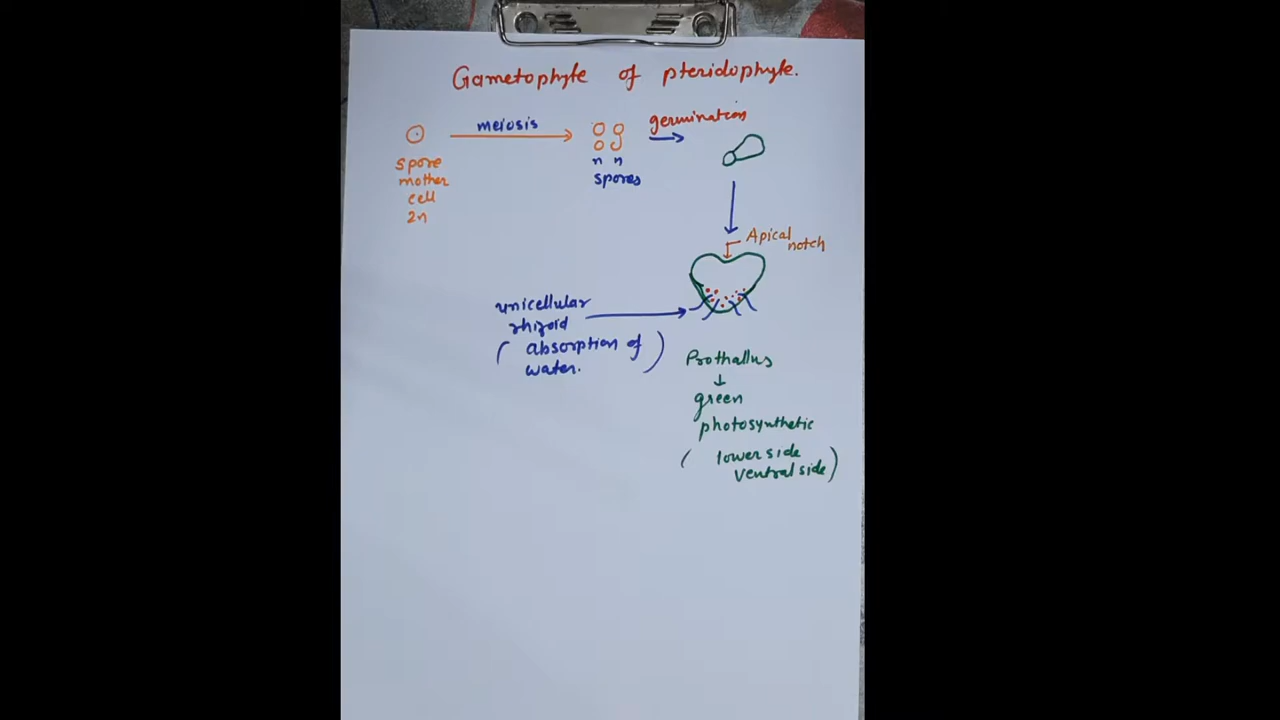 Gametophyte of pteridophyte.
meiosis
germination
spore
mother
cell
2n
n n
spores
Apical
notch
unicellular
rhizoid
( absorption of )
water.
Prothallus
↓
green
photosynthetic
( lower side
ventral side )